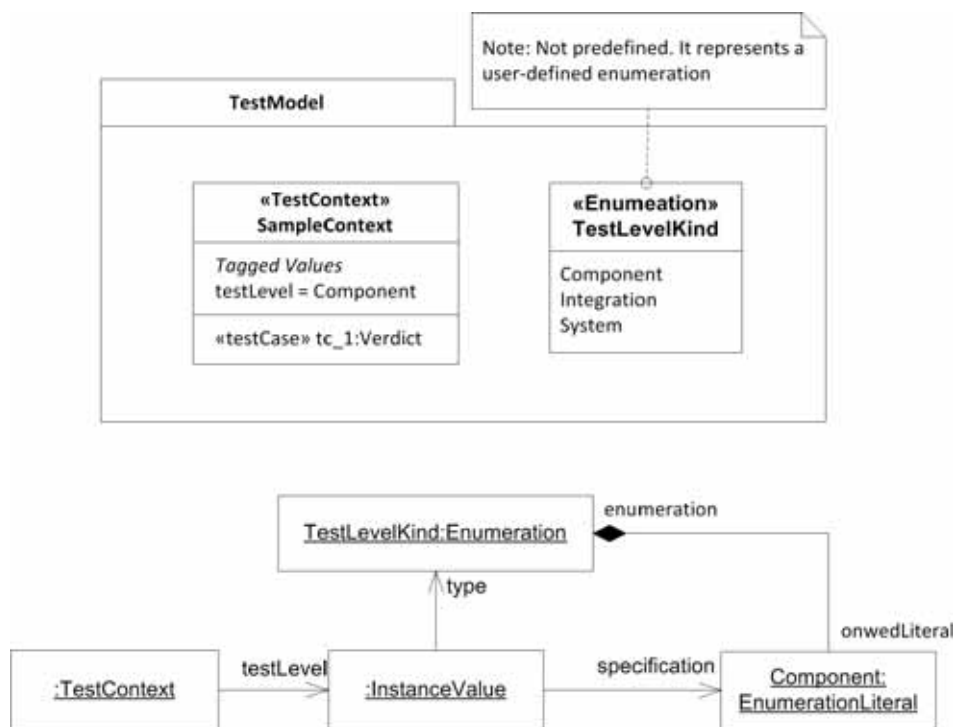 Note: Not predefined. It represents a
user-defined enumeration
TestModel
«TestContext»
SampleContext
Tagged Values
testLevel = Component
«testCase» tc_1:Verdict
«Enumeation»
TestLevelKind
Component
Integration
System
enumeration
TestLevelKind:Enumeration
type
onwedLiteral
testLevel
specification
:TestContext
:InstanceValue
Component:
EnumerationLiteral